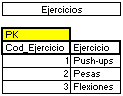 Ejercicios
PK
Cod_Ejercicio Ejercicio
1 Push-ups
2 Pesas
3 Flexiones